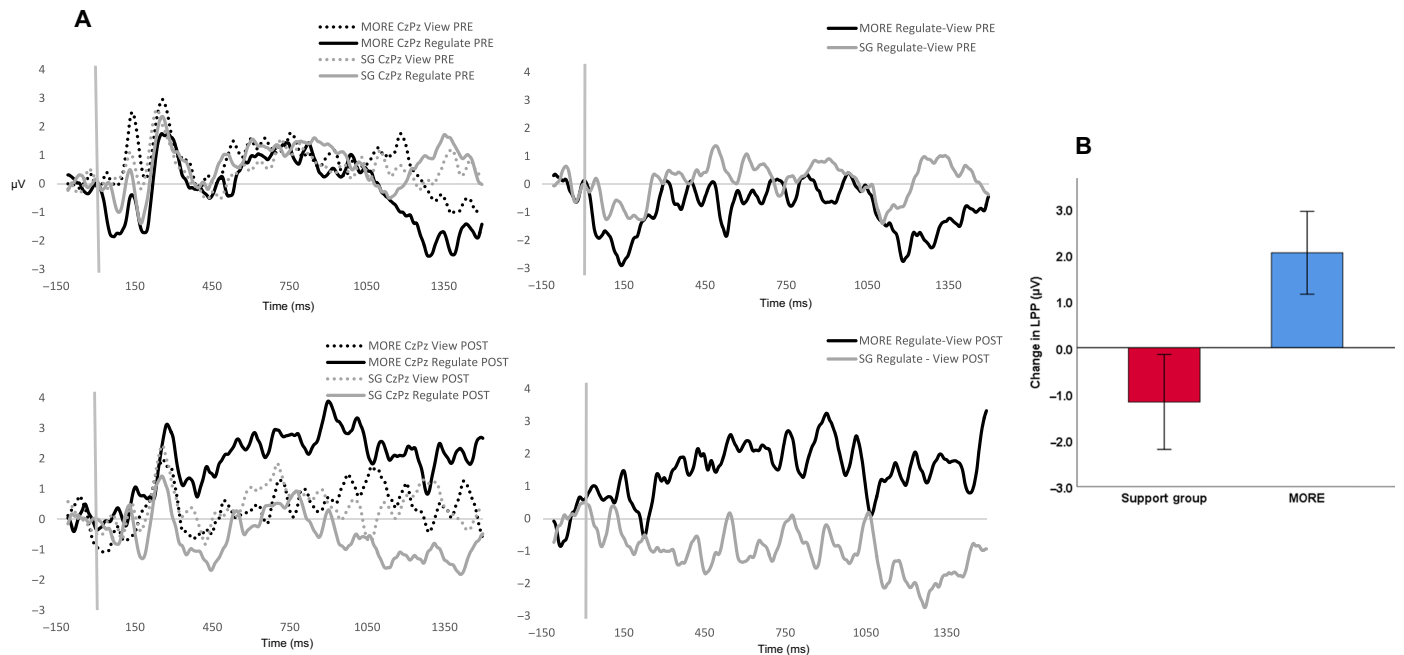 A
MORE CzPz View PRE
MORE CzPz Regulate PRE
SG CzPz View PRE
SG CzPz Regulate PRE
4
3
2
1
0
–1
–2
–3
µV
–150 150 450 750 1050 1350
Time (ms)
MORE Regulate-View PRE
SG Regulate-View PRE
4
3
2
1
0
–1
–2
–3
–150 150 450 750 1050 1350
Time (ms)
MORE CzPz View POST
MORE CzPz Regulate POST
SG CzPz View POST
SG CzPz Regulate POST
4
3
2
1
0
–1
–2
–3
–150 150 450 750 1050 1350
Time (ms)
MORE Regulate-View POST
SG Regulate - View POST
4
3
2
1
0
–1
–2
–3
–150 150 450 750 1050 1350
Time (ms)
B
Change in LPP (µV)
3.0
2.0
1.0
0.0
–1.0
–2.0
–3.0
Support group MORE